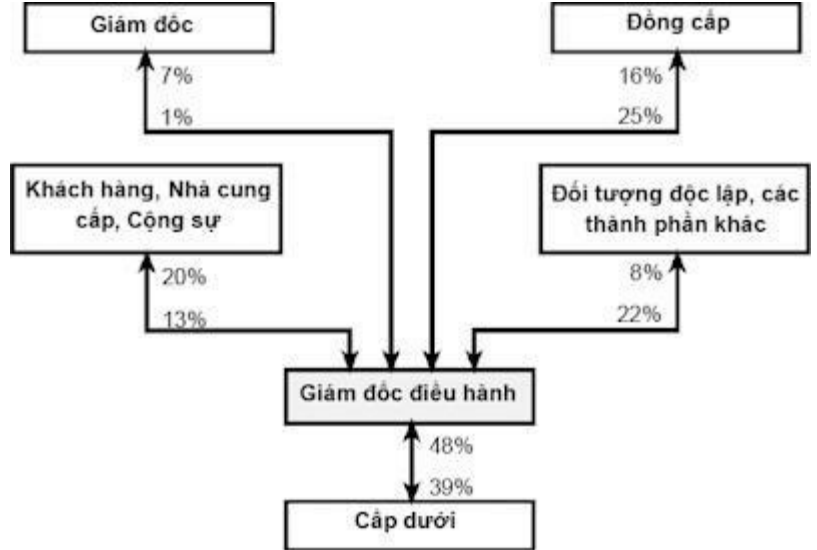 Giám đốc
Đồng cấp
7%
16%
1%
25%
Khách hàng, Nhà cung
cấp, Cộng sự
Đối tượng độc lập, các
thành phần khác
20%
8%
13%
22%
Giám đốc điều hành
48%
39%
Cấp dưới